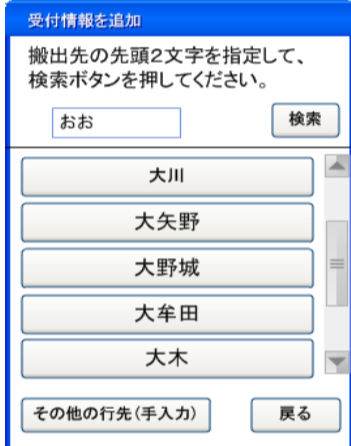 受付情報を追加
搬出先の先頭2文字を指定して、
検索ボタンを押してください。
おお 検索
大川
大矢野
大野城
大牟田
大木
その他の行先(手入力) 戻る